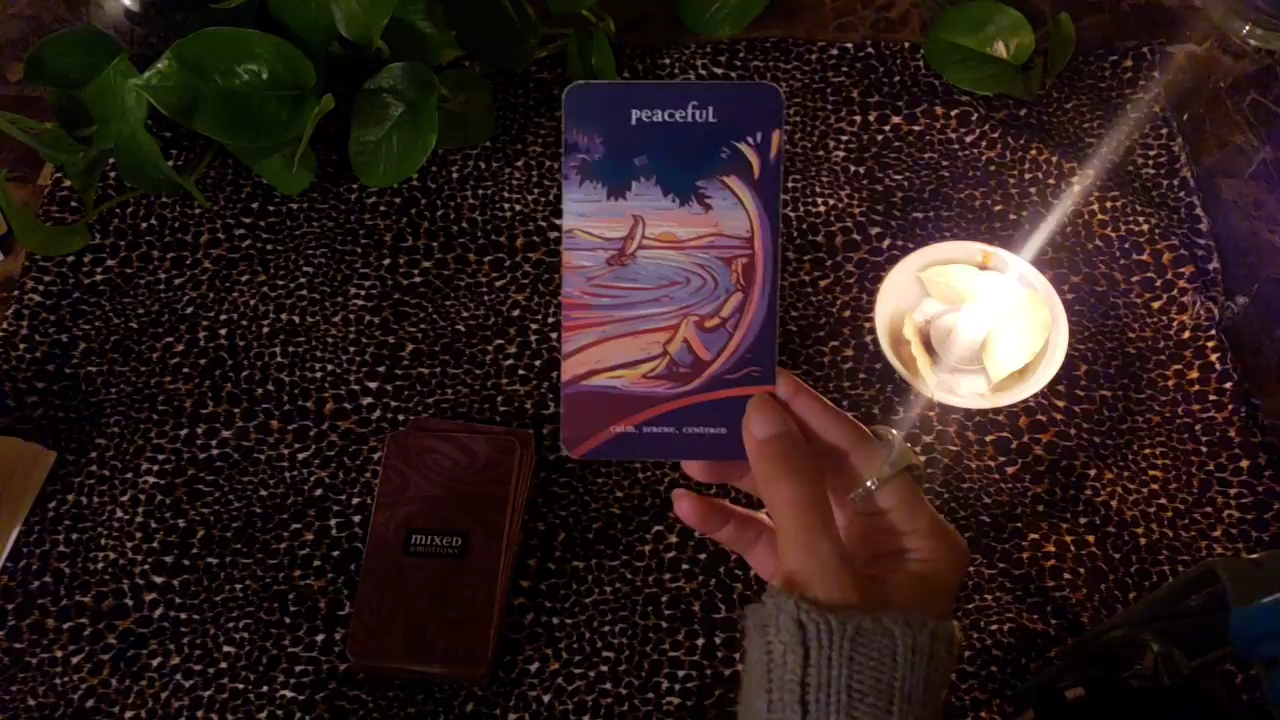 peaceful
calm, serene, centered
mixed
emotions